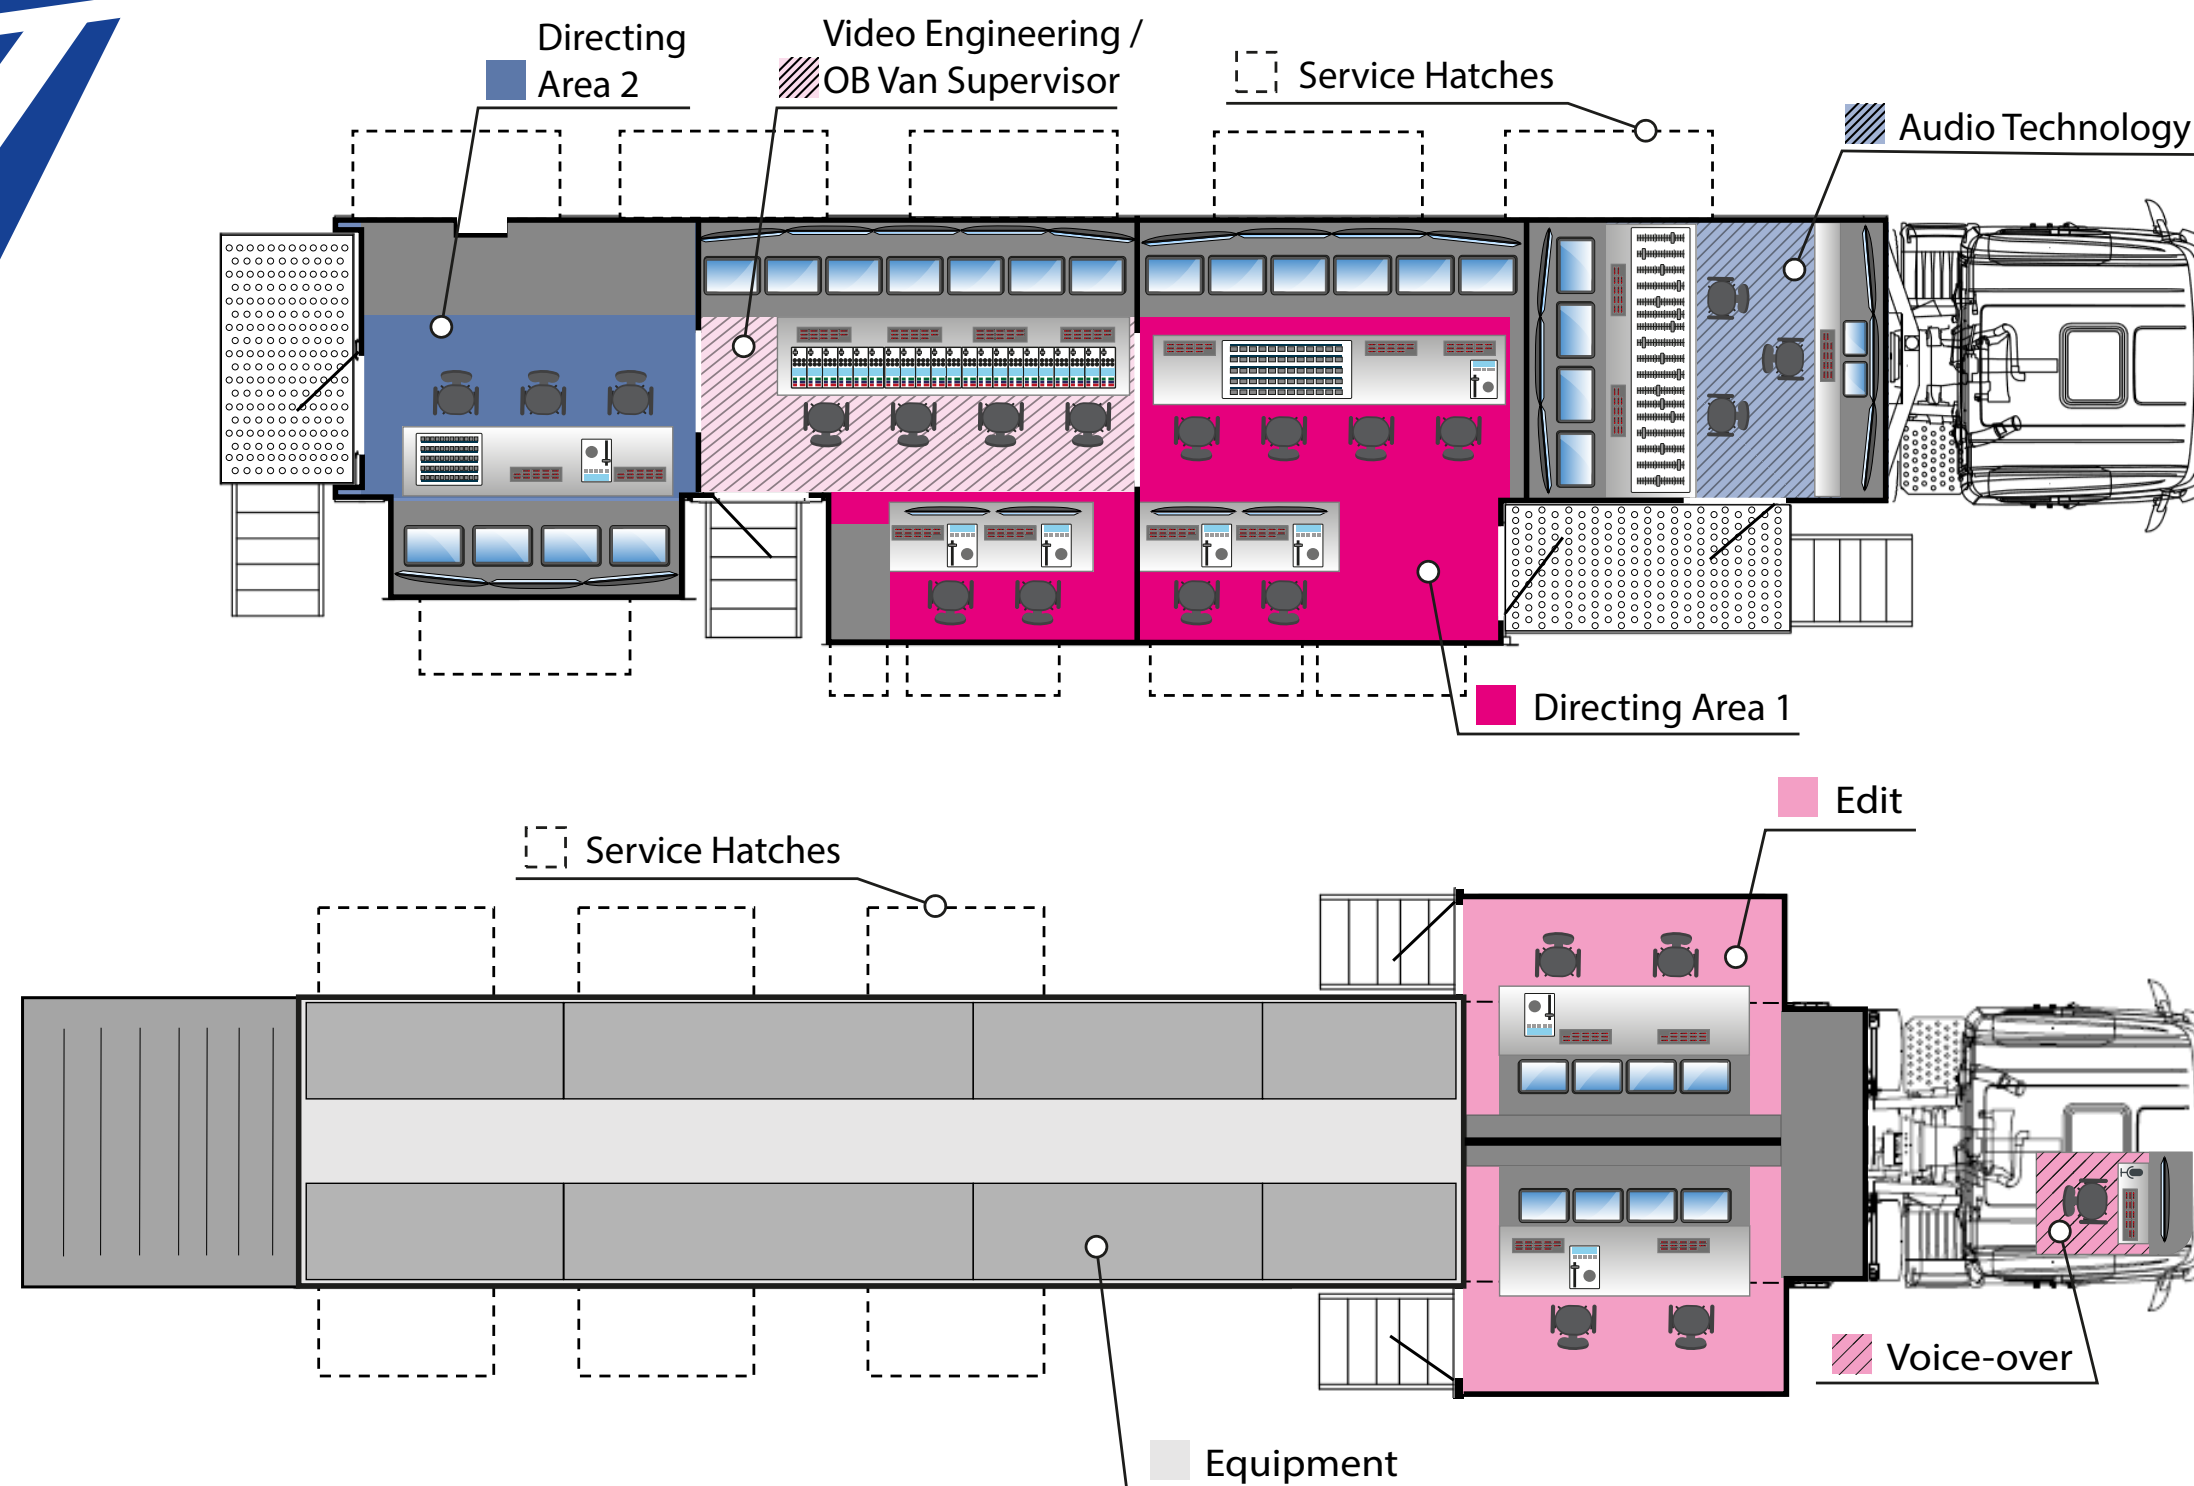 Directing
Area 2
Video Engineering /
OB Van Supervisor
Service Hatches
Audio Technology
Directing Area 1
Edit
Service Hatches
Voice-over
Equipment